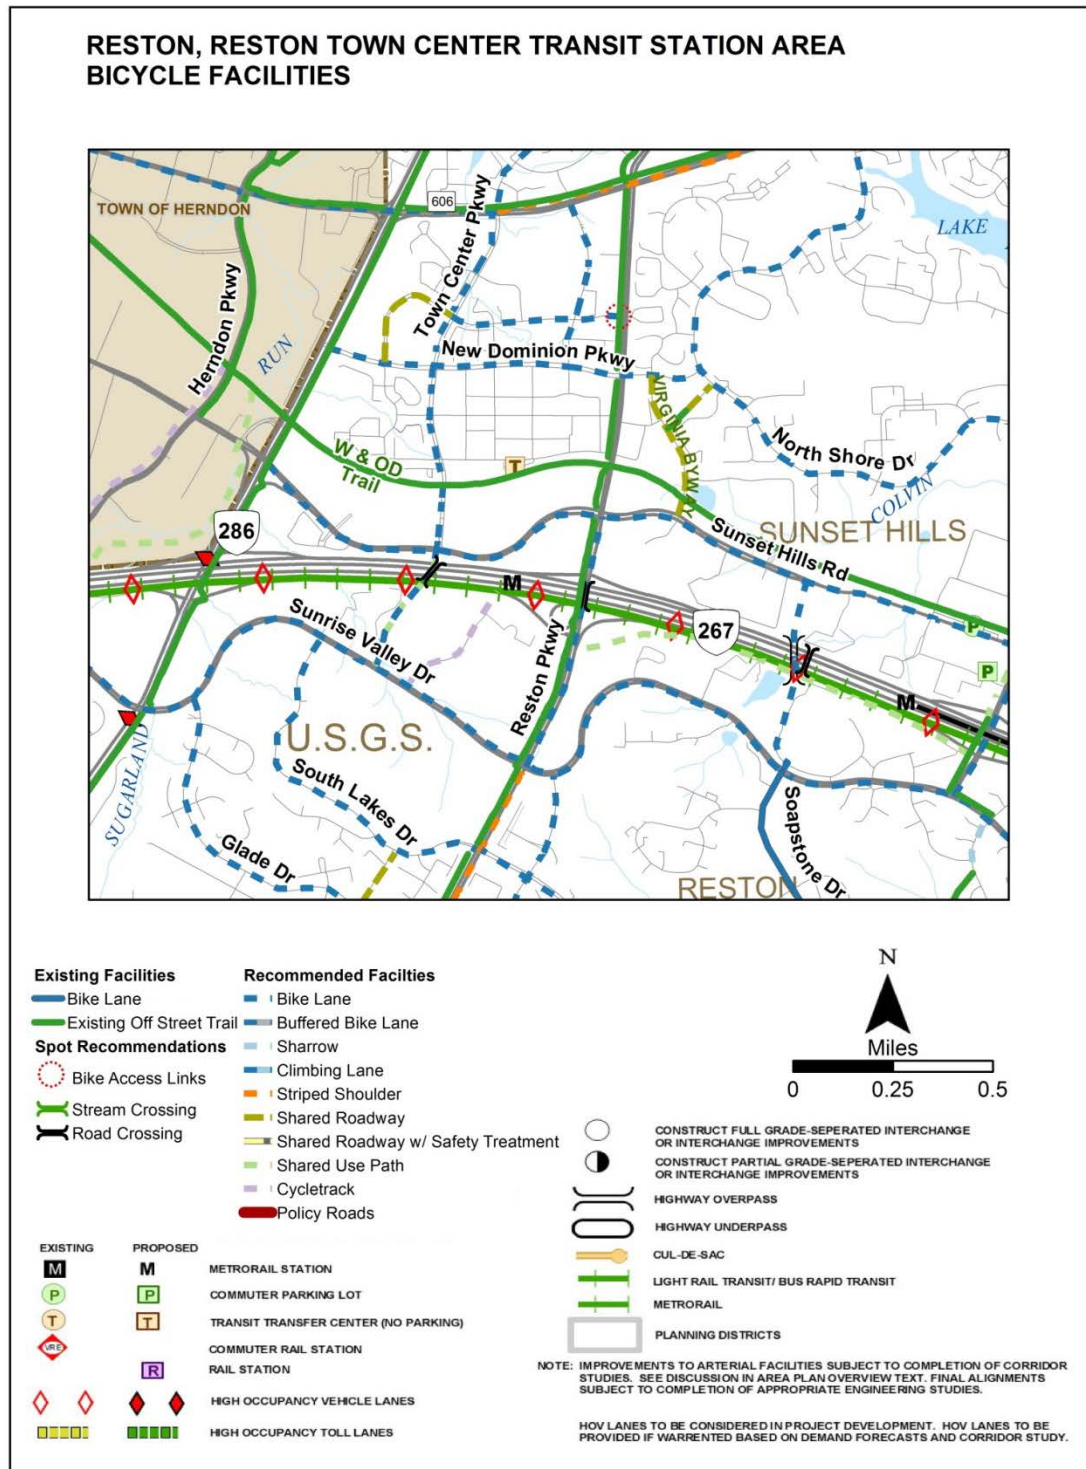 RESTON, RESTON TOWN CENTER TRANSIT STATION AREA
BICYCLE FACILITIES
TOWN OF HERNDON
606
LAKE
Herndon Pkwy
RUN
Town Center Pkwy
New Dominion Pkwy
VIRGINIA BYWAY
North Shore Dr
W & OD
Trail
T
COLVIN
SUNSET HILLS
Sunset Hills Rd
286
M
267
Sunrise Valley Dr
Reston Pkwy
P
P
M
U.S.G.S.
SUGARLAND
South Lakes Dr
Glade Dr
Soapstone Dr
RESTON
Existing Facilities
Bike Lane
Existing Off Street Trail
Spot Recommendations
Bike Access Links
Stream Crossing
Road Crossing
Recommended Facilties
Bike Lane
Buffered Bike Lane
Sharrow
Climbing Lane
Striped Shoulder
Shared Roadway
Shared Roadway w/ Safety Treatment
Shared Use Path
Cycletrack
Policy Roads
N
Miles
0 0.25 0.5
CONSTRUCT FULL GRADE-SEPERATED INTERCHANGE
OR INTERCHANGE IMPROVEMENTS
CONSTRUCT PARTIAL GRADE-SEPERATED INTERCHANGE
OR INTERCHANGE IMPROVEMENTS
HIGHWAY OVERPASS
HIGHWAY UNDERPASS
CUL-DE-SAC
LIGHT RAIL TRANSIT/ BUS RAPID TRANSIT
METRORAIL
PLANNING DISTRICTS
EXISTING PROPOSED
M M METRORAIL STATION
P P COMMUTER PARKING LOT
T T TRANSIT TRANSFER CENTER (NO PARKING)
VRE COMMUTER RAIL STATION
R RAIL STATION
HIGH OCCUPANCY VEHICLE LANES
HIGH OCCUPANCY TOLL LANES
NOTE: IMPROVEMENTS TO ARTERIAL FACILITIES SUBJECT TO COMPLETION OF CORRIDOR
STUDIES. SEE DISCUSSION IN AREA PLAN OVERVIEW TEXT. FINAL ALIGNMENTS
SUBJECT TO COMPLETION OF APPROPRIATE ENGINEERING STUDIES.
HOV LANES TO BE CONSIDERED IN PROJECT DEVELOPMENT. HOV LANES TO BE
PROVIDED IF WARRENTED BASED ON DEMAND FORECASTS AND CORRIDOR STUDY.